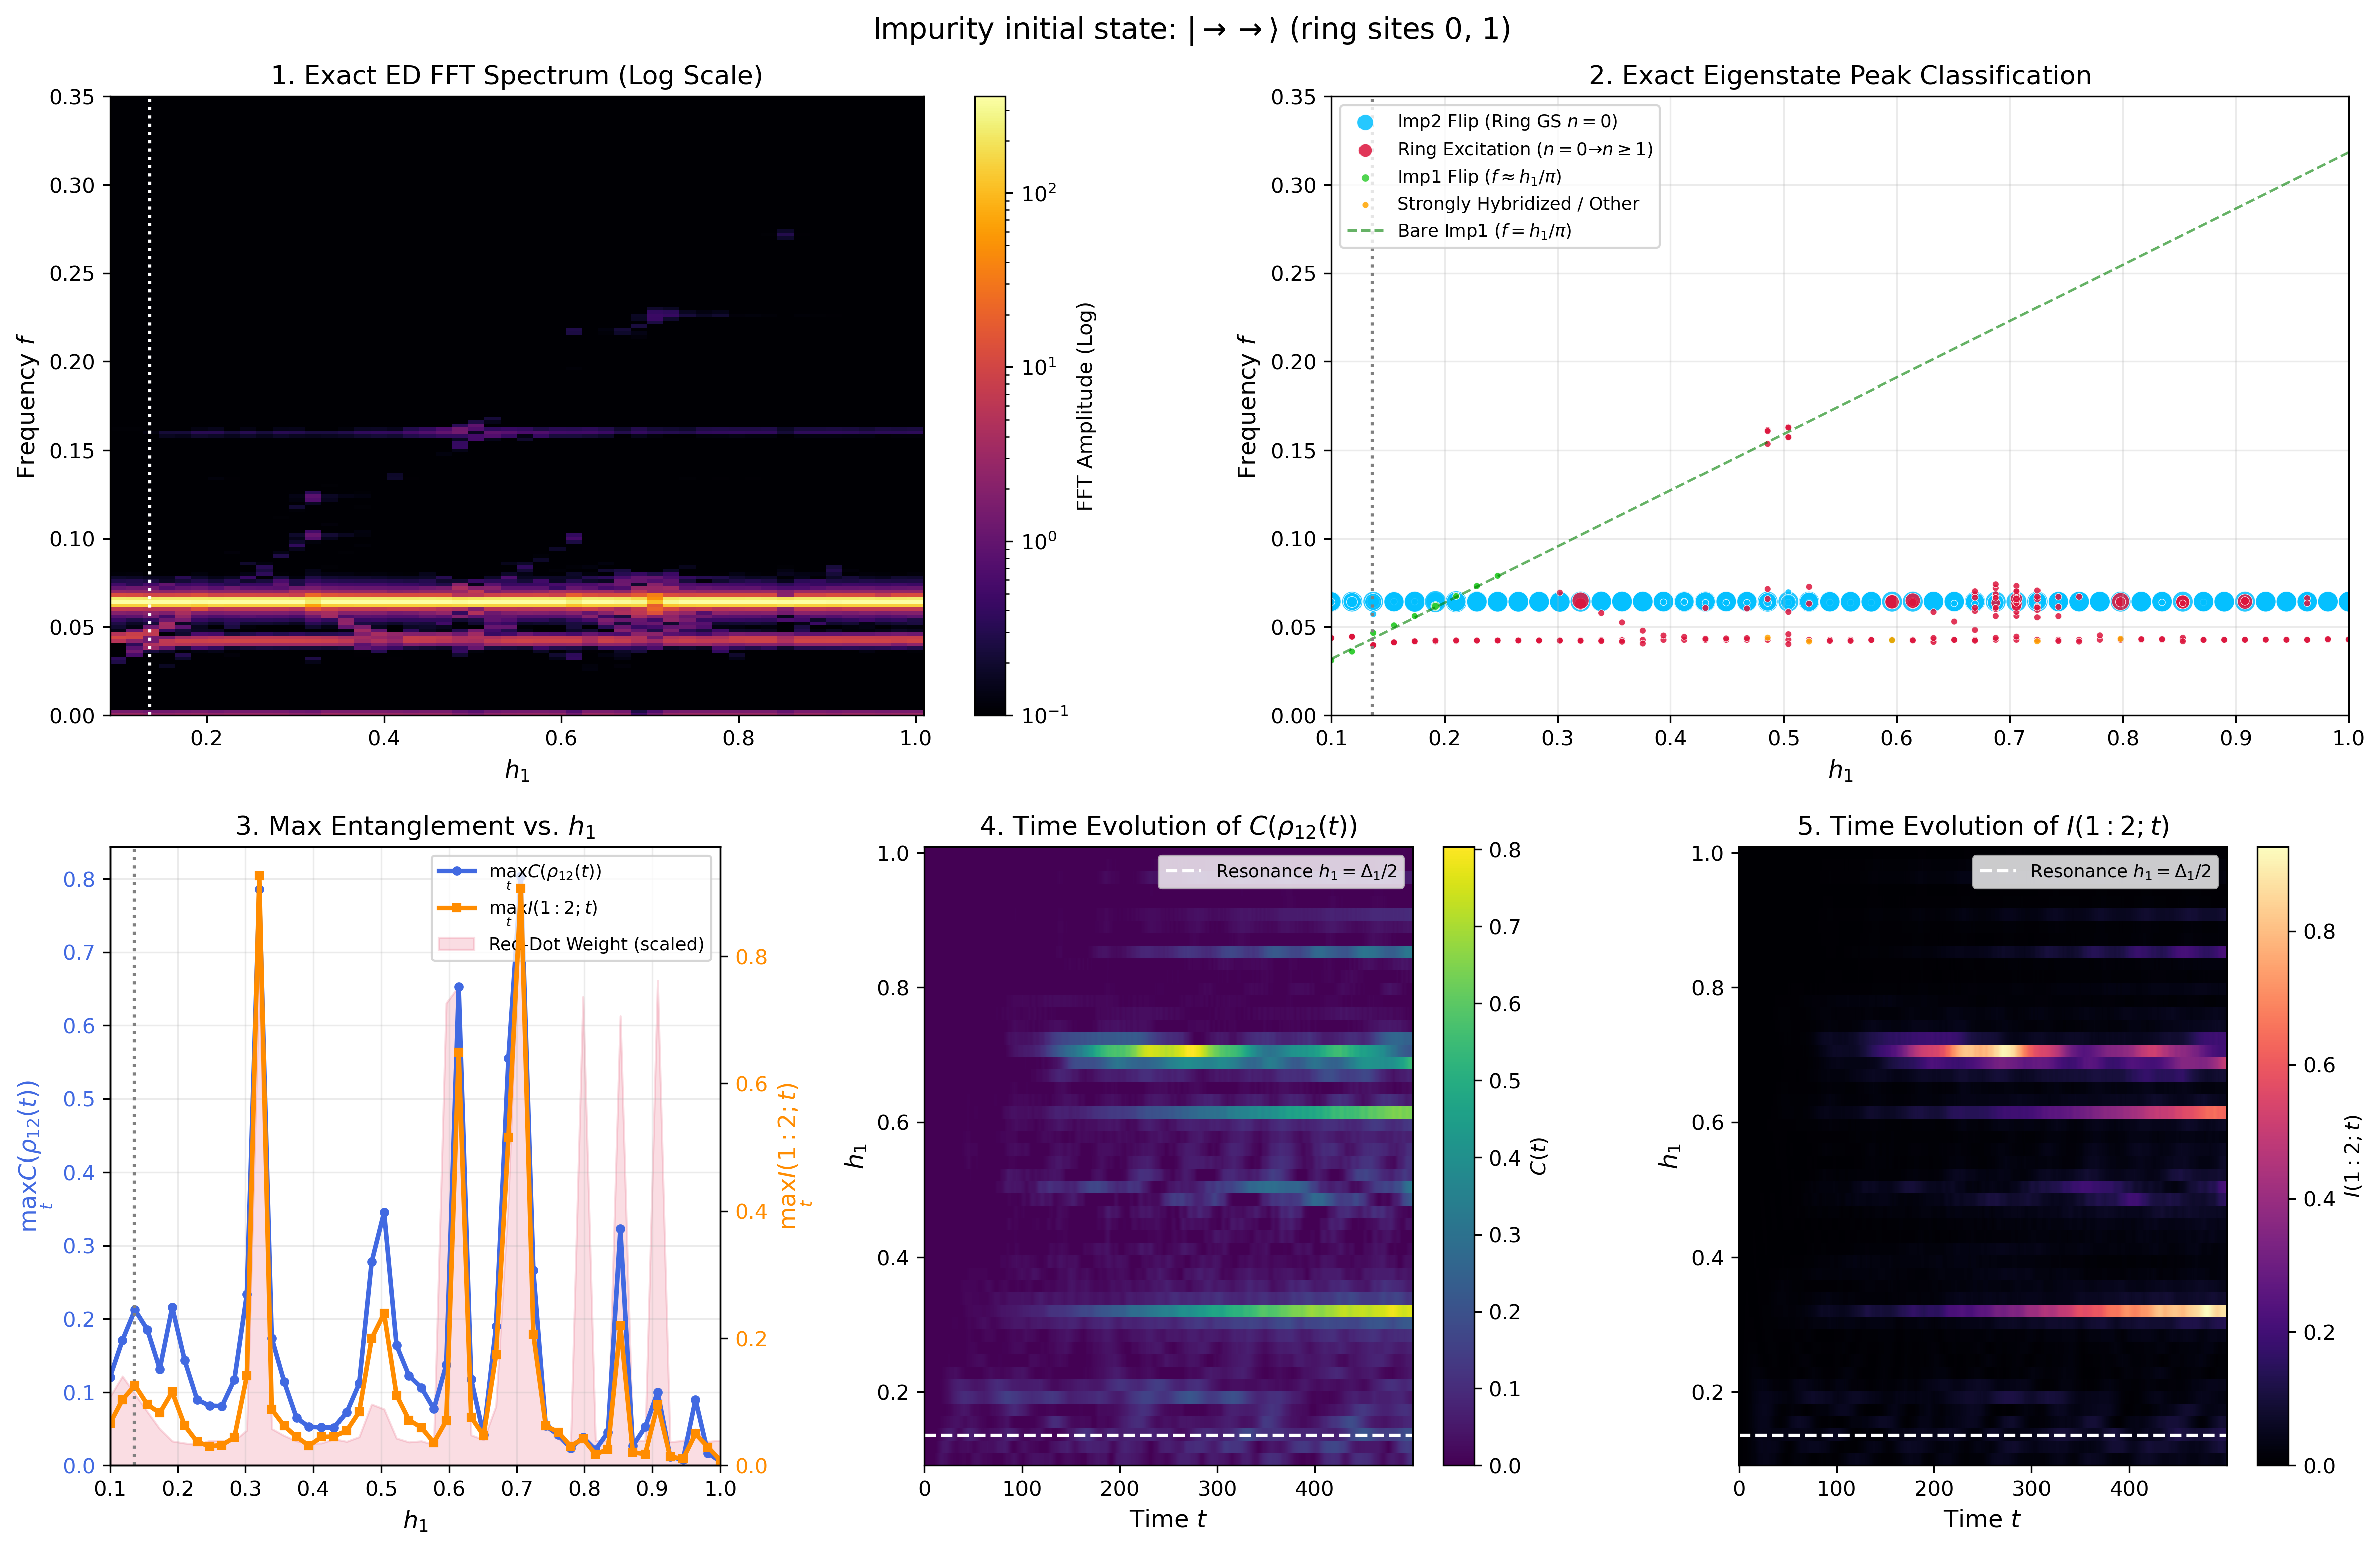 Impurity initial state: |→→⟩ (ring sites 0, 1)
1. Exact ED FFT Spectrum (Log Scale)
0.35
0.30
0.25
0.20
0.15
0.10
0.05
0.00
Frequency f
0.2
0.4
0.6
0.8
1.0
h₁
10²
10¹
10⁰
10⁻¹
FFT Amplitude (Log)
2. Exact Eigenstate Peak Classification
Imp2 Flip (Ring GS n = 0)
Ring Excitation (n = 0→n ≥ 1)
Imp1 Flip (f ≈ h₁/π)
Strongly Hybridized / Other
Bare Imp1 (f = h₁/π)
0.35
0.30
0.25
0.20
0.15
0.10
0.05
0.00
Frequency f
0.1
0.2
0.3
0.4
0.5
0.6
0.7
0.8
0.9
1.0
h₁
3. Max Entanglement vs. h₁
max C(ρ₁₂(t))
t
max I(1 : 2; t)
t
Red-Dot Weight (scaled)
0.8
0.7
0.6
0.5
0.4
0.3
0.2
0.1
0.0
max C(ρ₁₂(t))
t
0.1
0.2
0.3
0.4
0.5
0.6
0.7
0.8
0.9
1.0
h₁
0.8
0.6
0.4
0.2
0.0
max I(1 : 2; t)
t
4. Time Evolution of C(ρ₁₂(t))
Resonance h₁ = Δ₁/2
1.0
0.8
0.6
0.4
0.2
h₁
0
100
200
300
400
Time t
0.8
0.7
0.6
0.5
0.4
0.3
0.2
0.1
0.0
C(t)
5. Time Evolution of I(1 : 2; t)
Resonance h₁ = Δ₁/2
1.0
0.8
0.6
0.4
0.2
h₁
0
100
200
300
400
Time t
0.8
0.6
0.4
0.2
0.0
I(1 : 2; t)